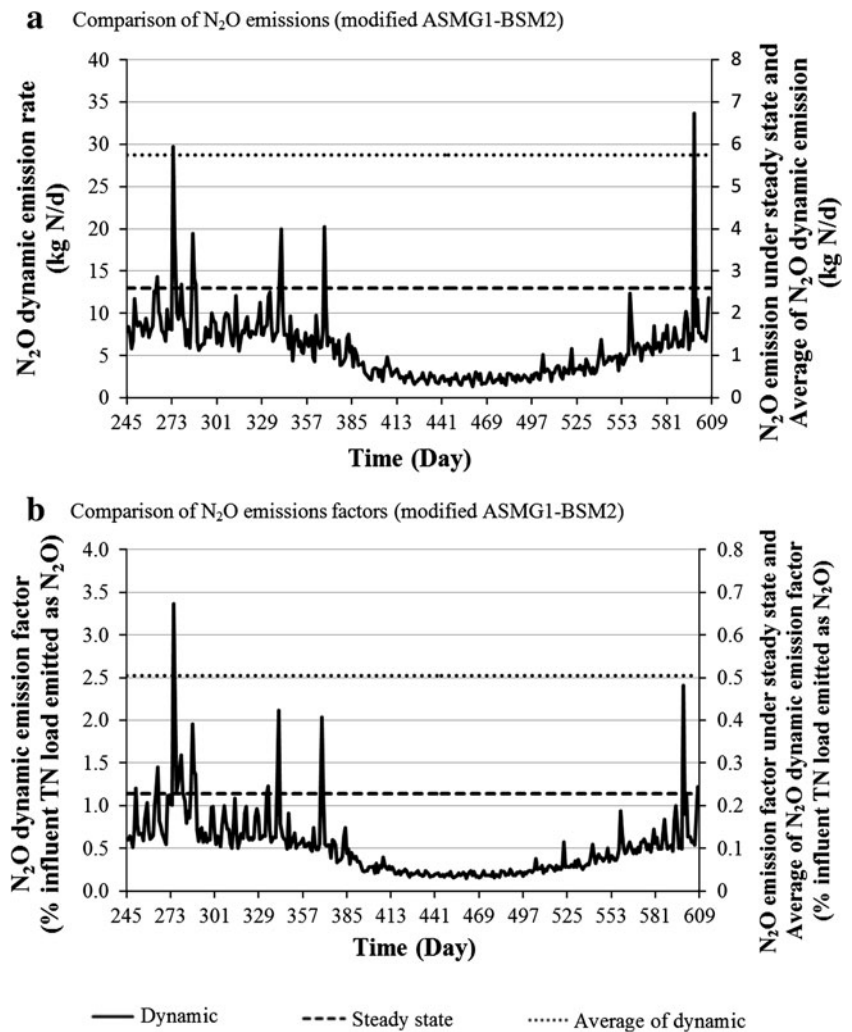 a Comparison of N₂O emissions (modified ASMG1-BSM2)
N₂O dynamic emission rate
(kg N/d)
40
35
30
25
20
15
10
5
0
8
7
6
5
4
3
2
1
0
N₂O emission under steady state and
Average of N₂O dynamic emission
(kg N/d)
245 273 301 329 357 385 413 441 469 497 525 553 581 609
Time (Day)
b Comparison of N₂O emissions factors (modified ASMG1-BSM2)
N₂O dynamic emission factor
(% influent TN load emitted as N₂O)
4.0
3.5
3.0
2.5
2.0
1.5
1.0
0.5
0.0
0.8
0.7
0.6
0.5
0.4
0.3
0.2
0.1
0
N₂O emission factor under steady state and
Average of N₂O dynamic emission factor
(% influent TN load emitted as N₂O)
245 273 301 329 357 385 413 441 469 497 525 553 581 609
Time (Day)
Dynamic Steady state Average of dynamic